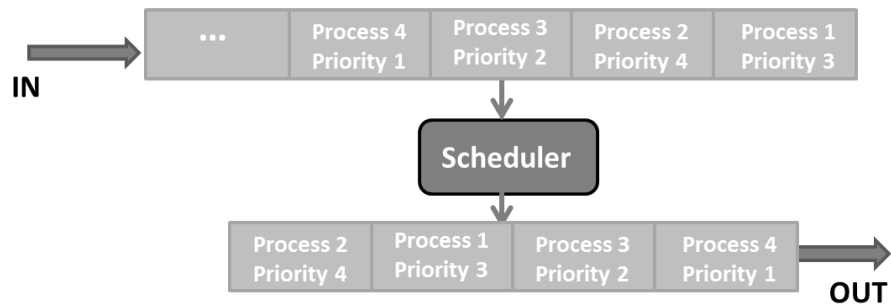 ...
Process 4
Priority 1
Process 3
Priority 2
Process 2
Priority 4
Process 1
Priority 3
IN
Scheduler
Process 2
Priority 4
Process 1
Priority 3
Process 3
Priority 2
Process 4
Priority 1
OUT